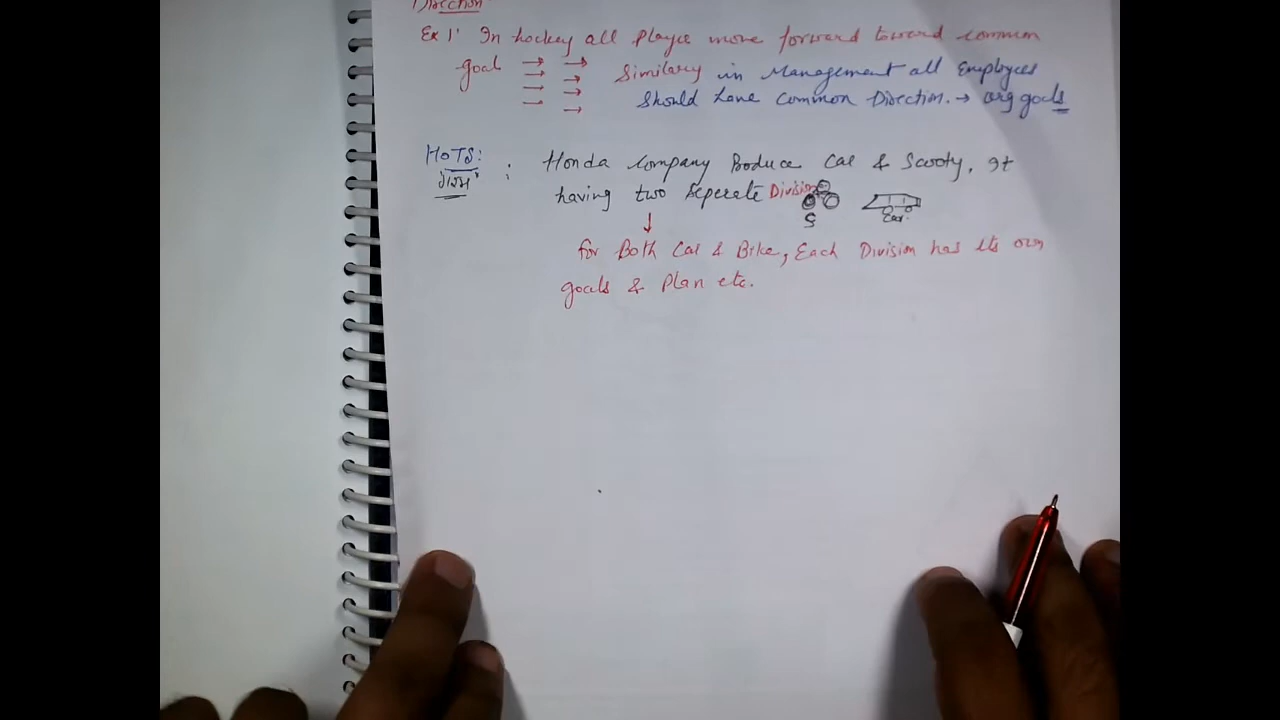 Direction
Ex 1: In hockey all Playce move forward toward common
goal → → Similary in Management all Employees
Should have Common Direction. → org goals
HOTS: : Honda Company Produce Car & Scooty, It
having two Seperate Division
S Car
for Both Car & Bike, Each Division has its own
goals & Plan etc.